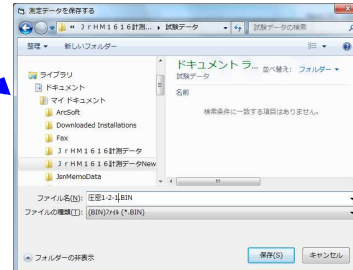 測定データを保存する
« ＪｒＨＭ１６１６計測... ▸ 試験データ
試験データの検索
整理 ▼ 新しいフォルダー
ライブラリ
ドキュメント
マイ ドキュメント
ArcSoft
Downloaded Installations
Fax
ＪｒＨＭ１６１６計測データ
ＪｒＨＭ１６１６計測データNew
JsnMemoData
ドキュメント ラ...
試験データ
並べ替え: フォルダー ▼
名前
検索条件に一致する項目はありません。
ファイル名(N): 圧密1-2-1.BIN
ファイルの種類(T): (BIN)ﾌｧｲﾙ (*.BIN)
フォルダーの非表示
保存(S)
キャンセル